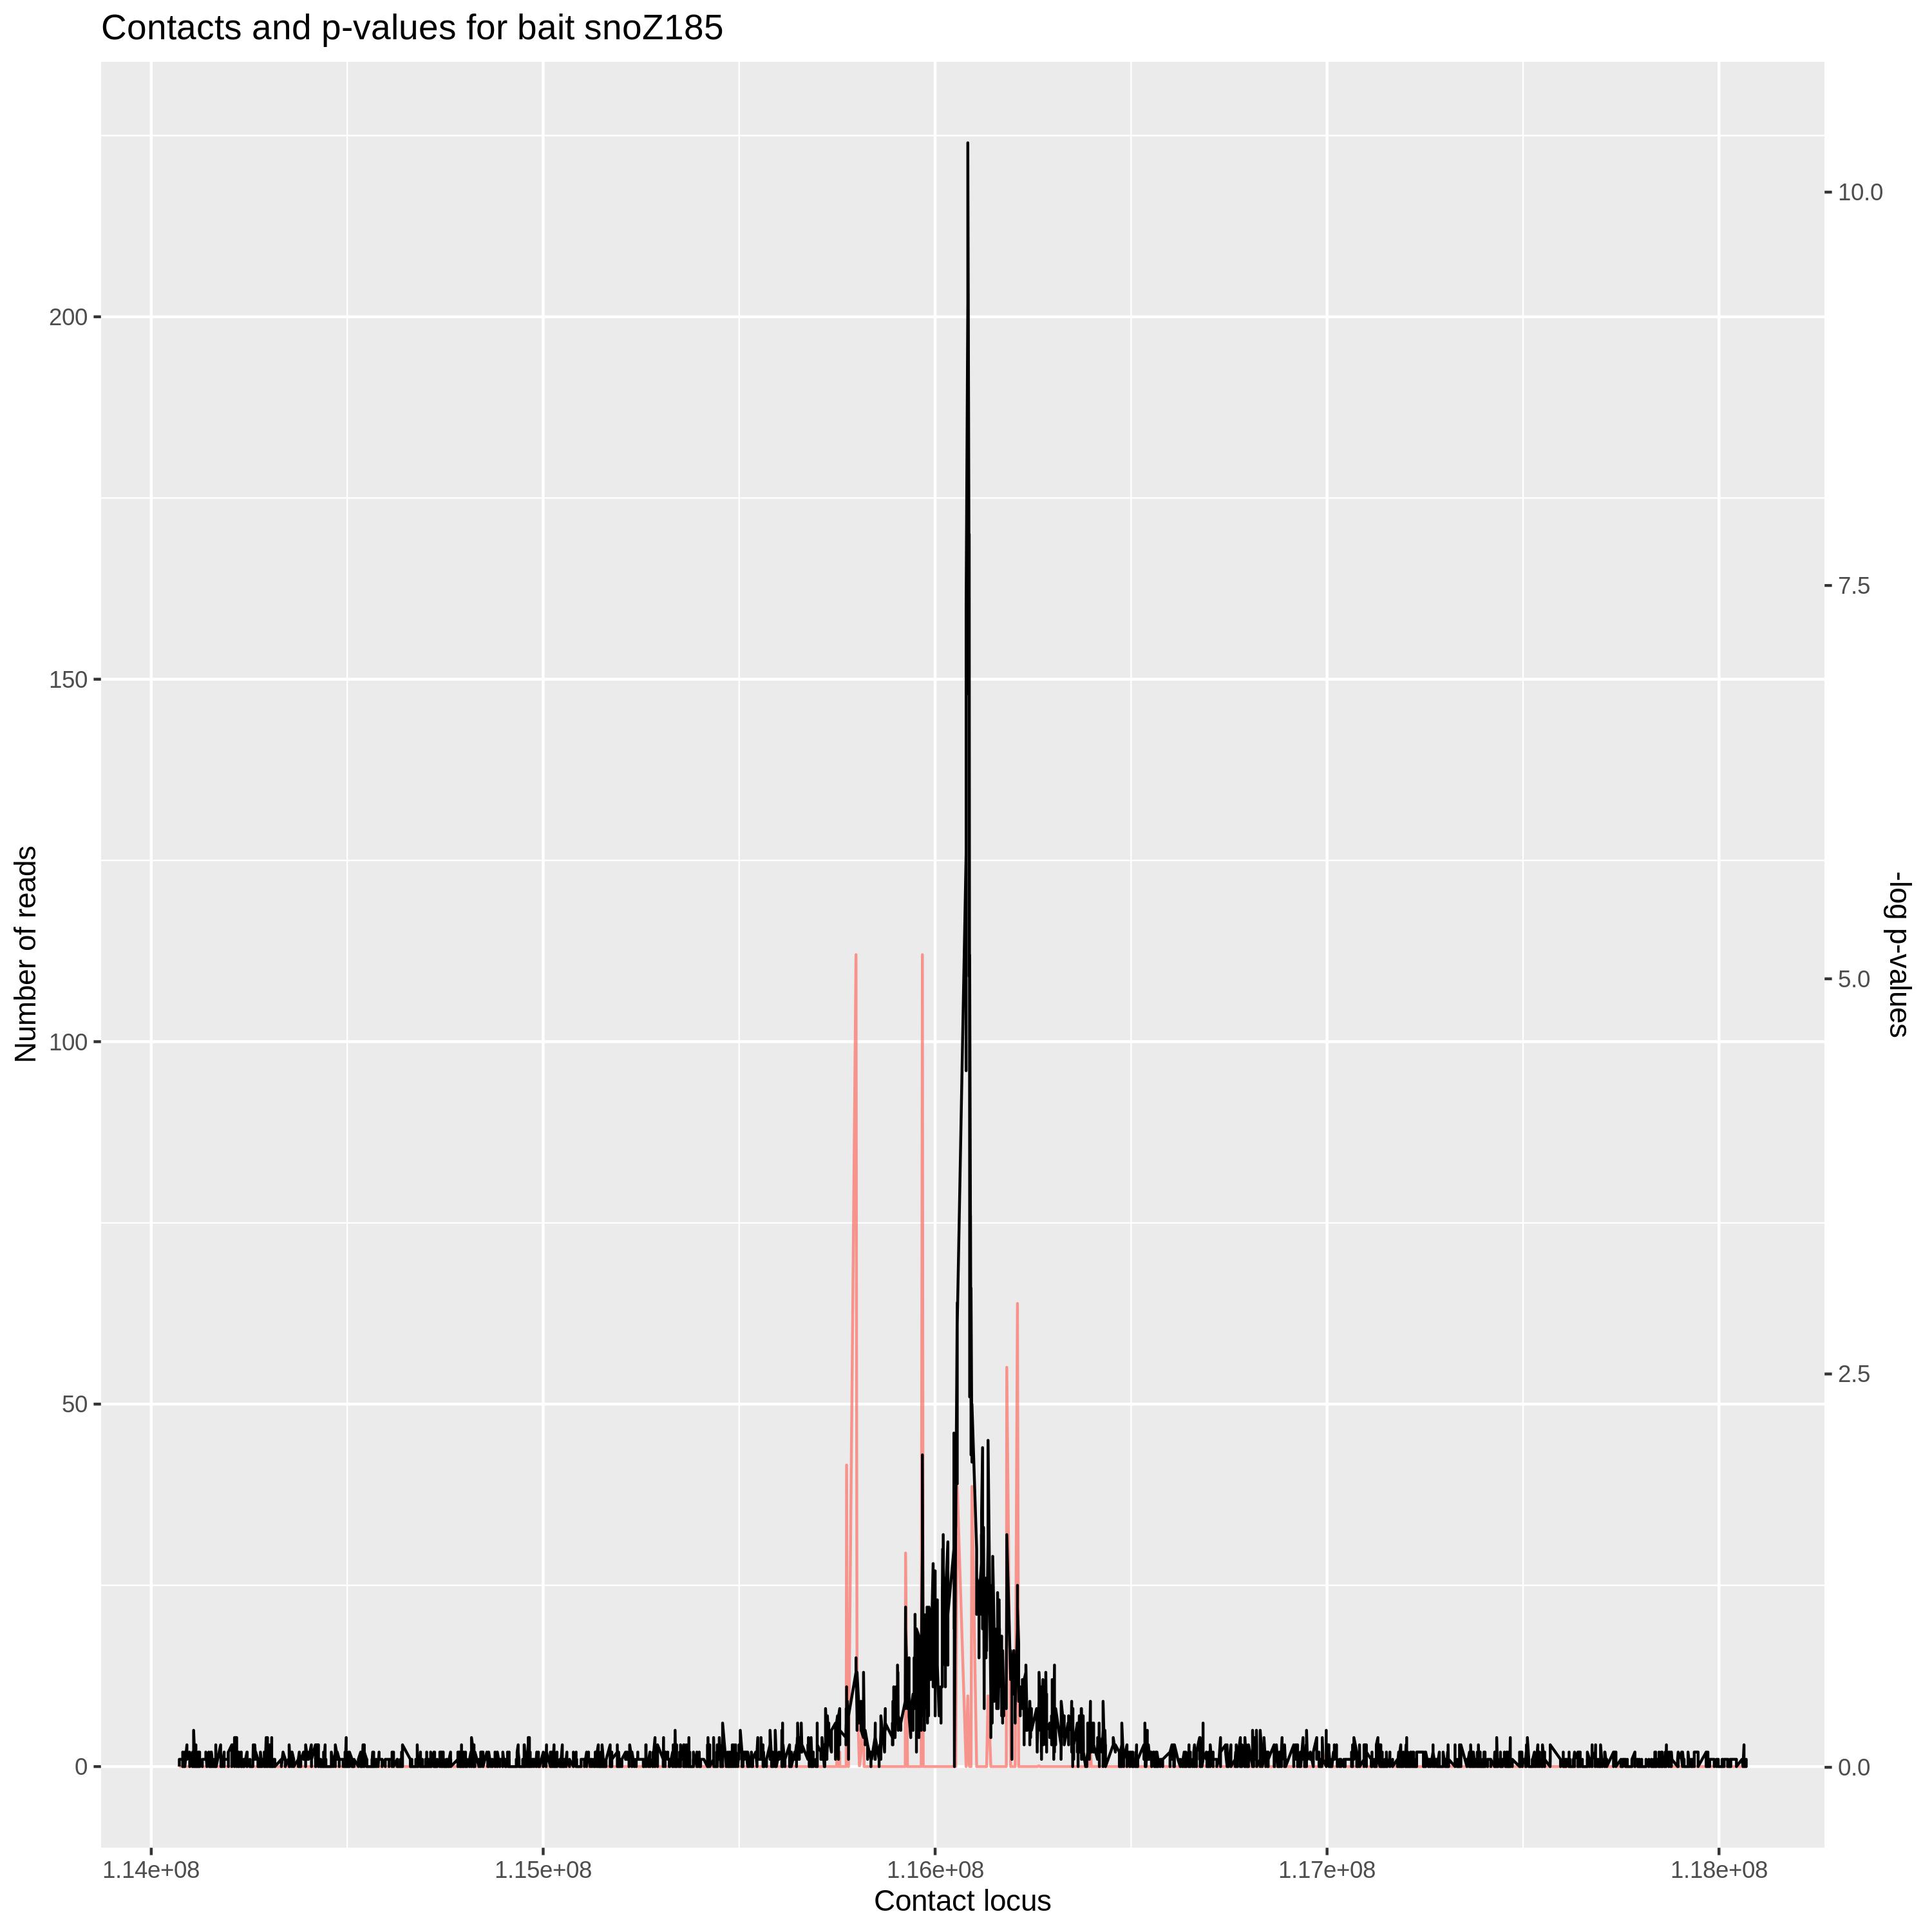 Contacts and p-values for bait snoZ185
Number of reads
200
150
100
50
0
10.0
7.5
5.0
2.5
0.0
-log p-values
1.14e+08
1.15e+08
1.16e+08
1.17e+08
1.18e+08
Contact locus